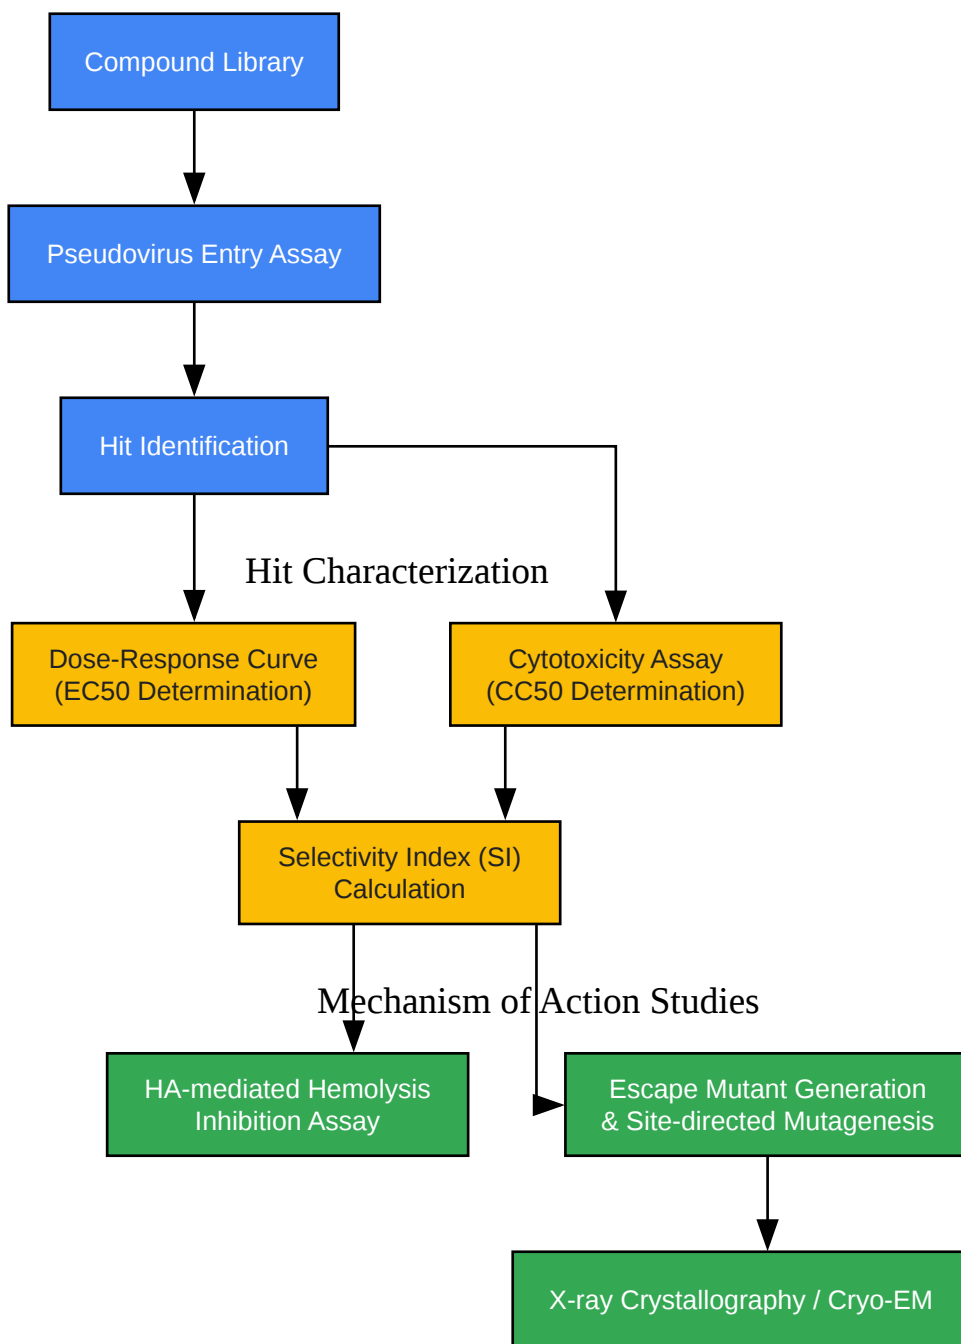 Compound Library
Pseudovirus Entry Assay
Hit Identification
Hit Characterization
Dose-Response Curve
(EC50 Determination)
Cytotoxicity Assay
(CC50 Determination)
Selectivity Index (SI)
Calculation
Mechanism of Action Studies
HA-mediated Hemolysis
Inhibition Assay
Escape Mutant Generation
& Site-directed Mutagenesis
X-ray Crystallography / Cryo-EM